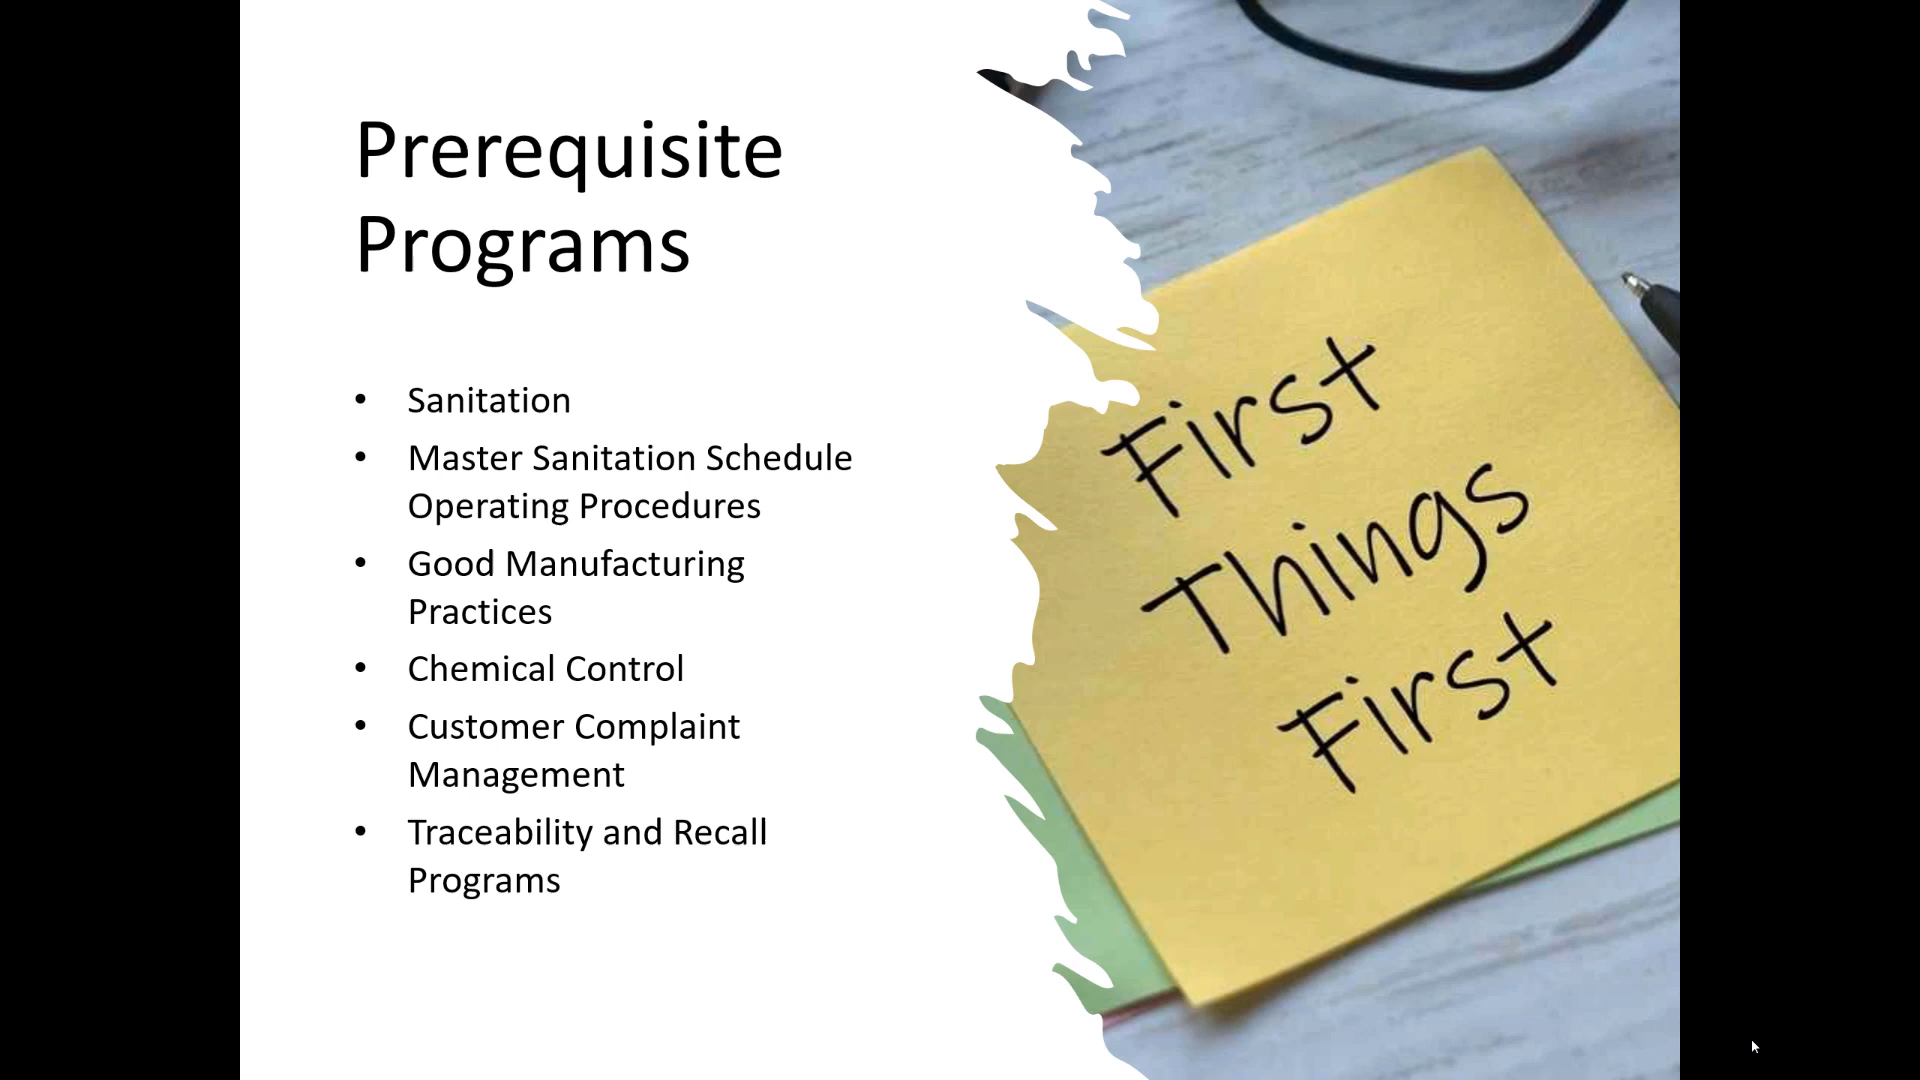 Prerequisite
Programs
• Sanitation
• Master Sanitation Schedule
Operating Procedures
• Good Manufacturing
Practices
• Chemical Control
• Customer Complaint
Management
• Traceability and Recall
Programs
First
Things
First